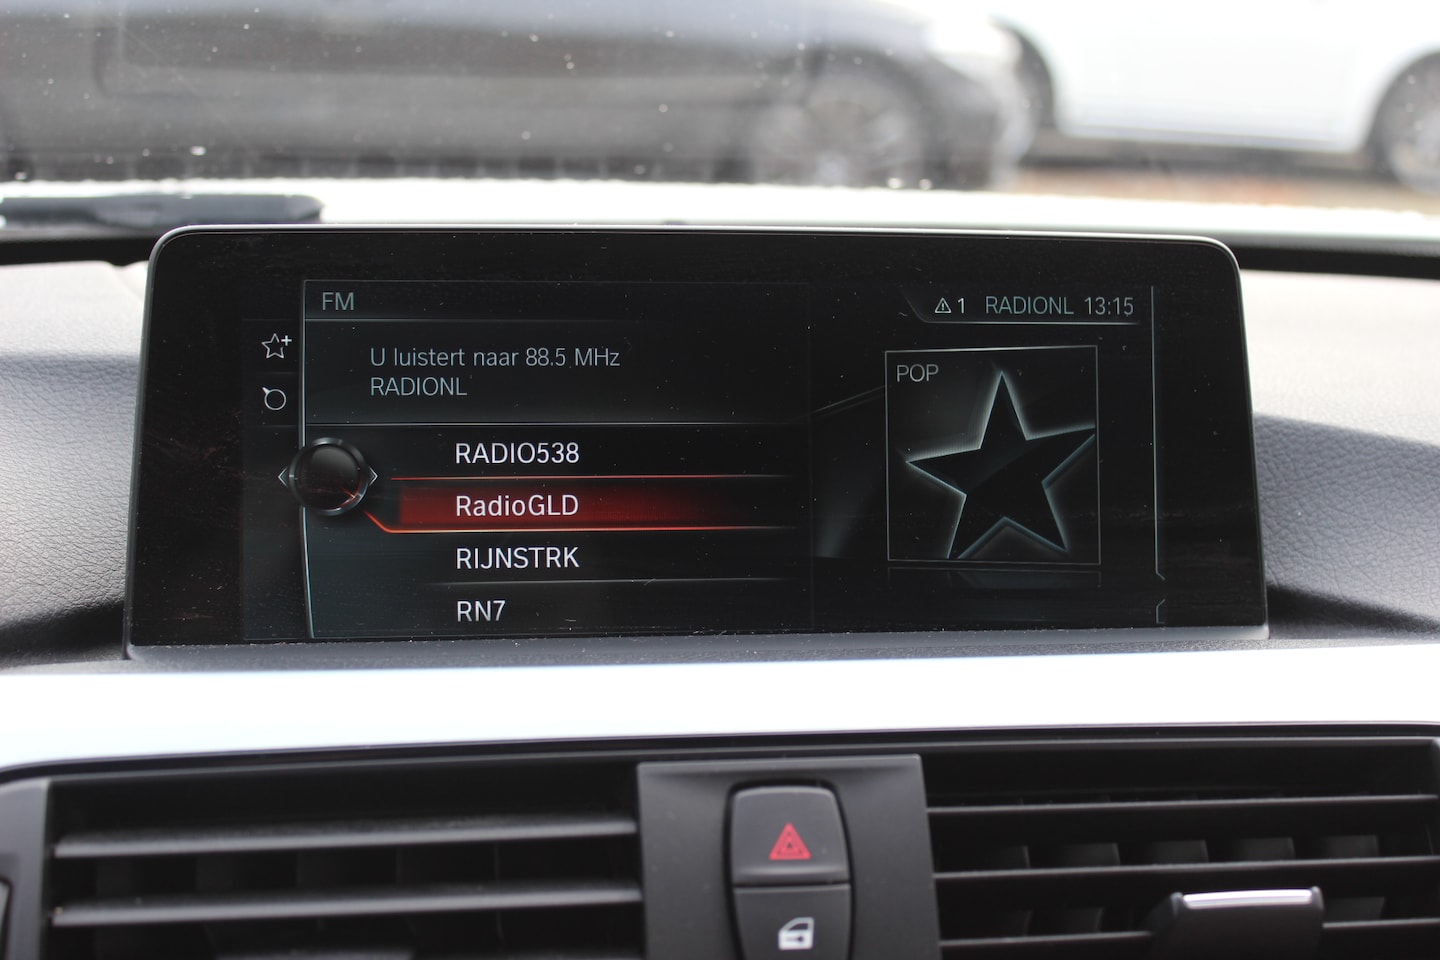 FM
1 RADIONL 13:15
U luistert naar 88.5 MHz
RADIONL
POP
RADIO538
RadioGLD
RIJNSTRK
RN7